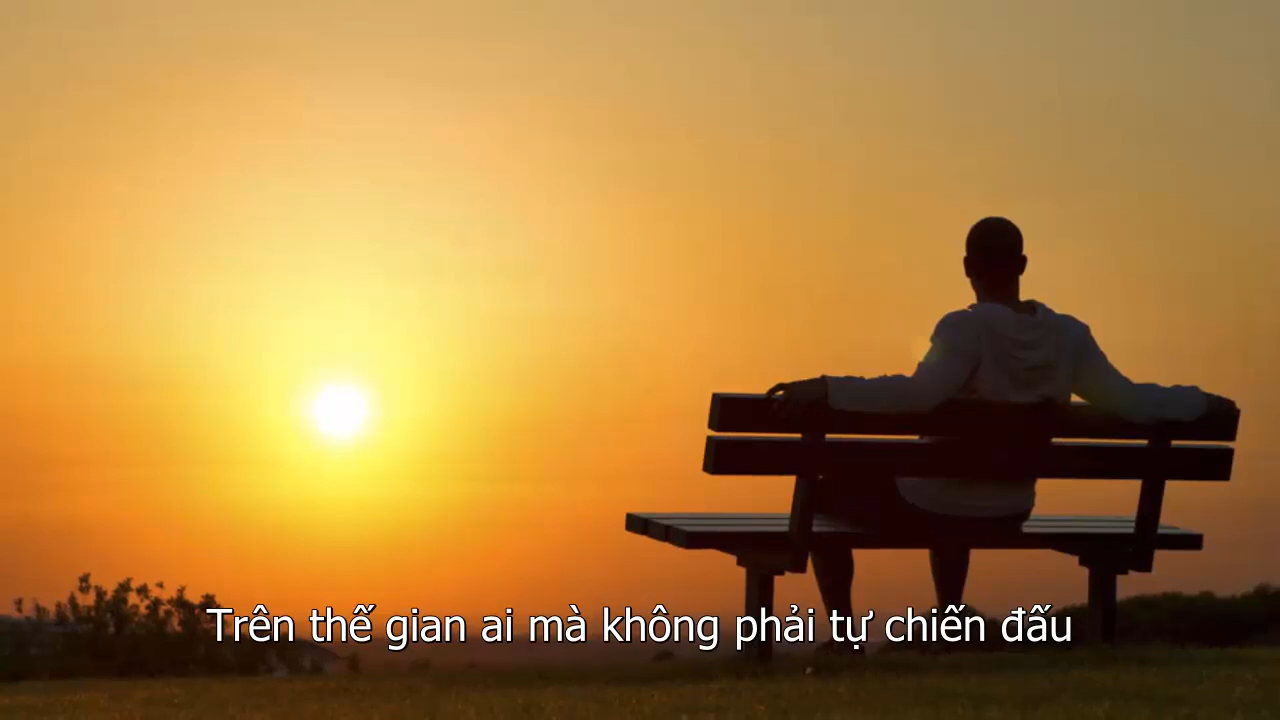 Trên thế gian ai mà không phải tự chiến đấu